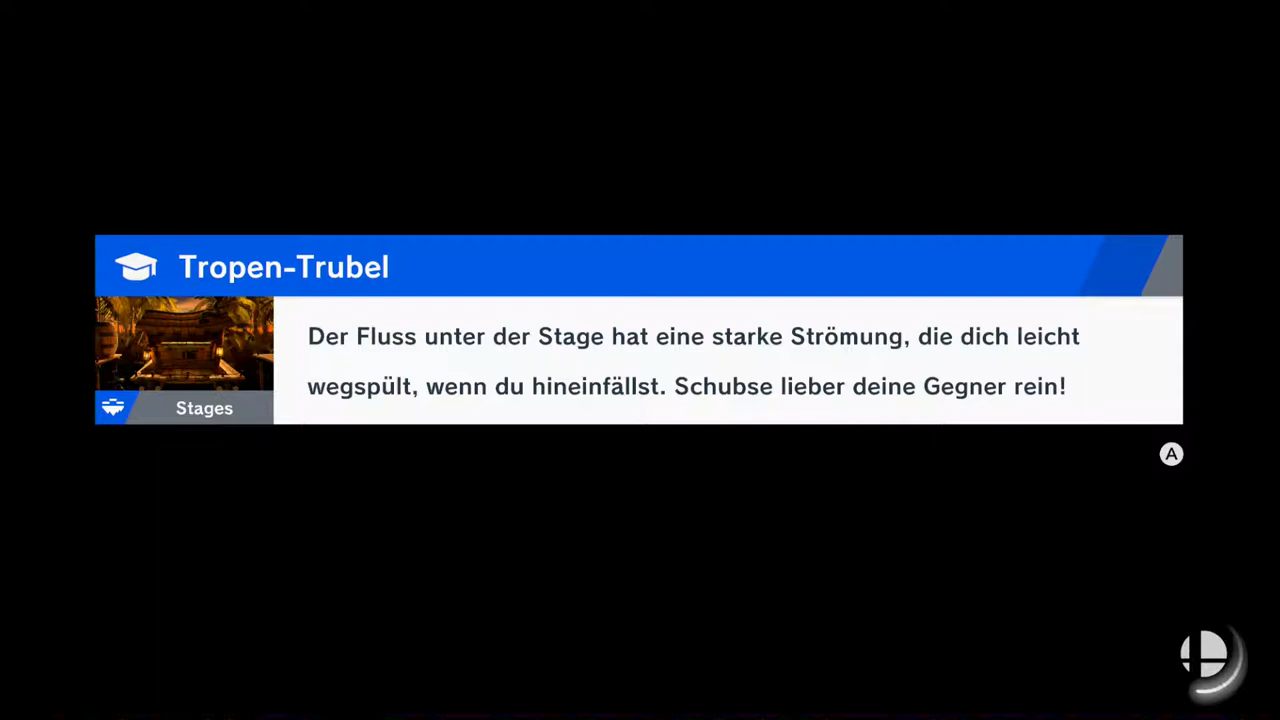 Tropen-Trubel
Der Fluss unter der Stage hat eine starke Strömung, die dich leicht
wegspült, wenn du hineinfällst. Schubse lieber deine Gegner rein!
Stages
A